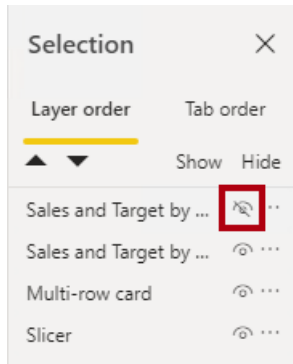 Selection
Layer order Tab order
Show Hide
Sales and Target by ...
Sales and Target by ...
Multi-row card
Slicer